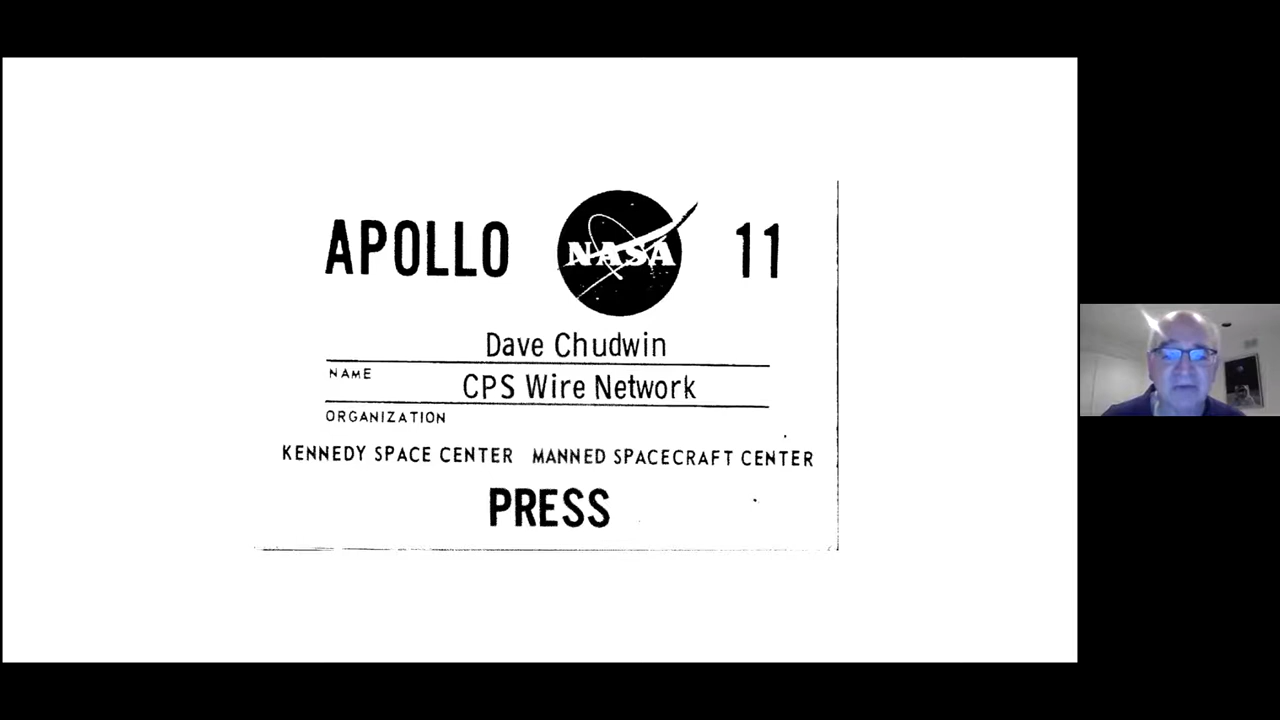 APOLLO NASA 11
Dave Chudwin
NAME
CPS Wire Network
ORGANIZATION
KENNEDY SPACE CENTER MANNED SPACECRAFT CENTER
PRESS